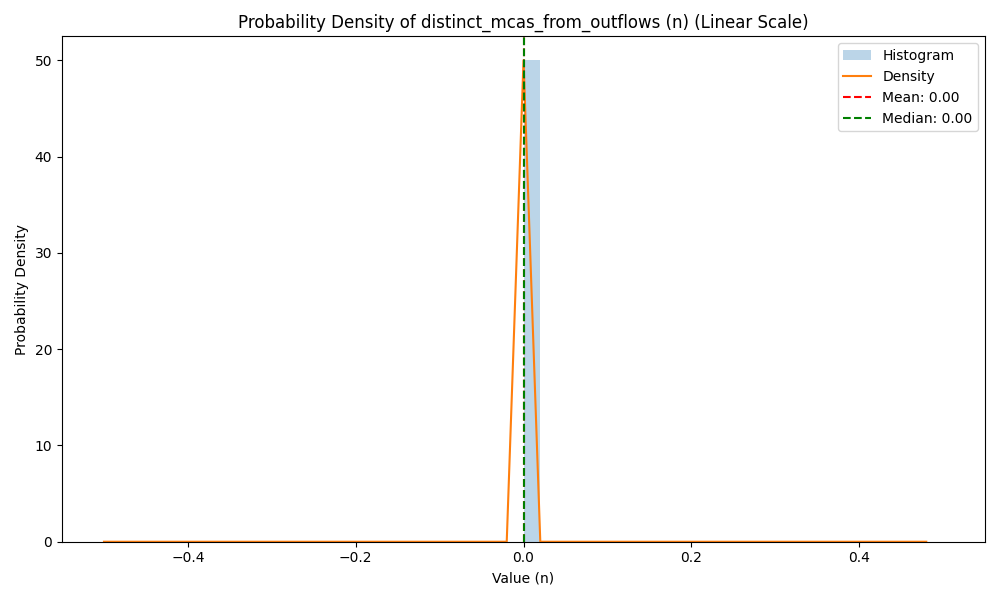 Probability Density of distinct_mcas_from_outflows (n) (Linear Scale)
Histogram
Density
Mean: 0.00
Median: 0.00
Probability Density
50
40
30
20
10
0
−0.4
−0.2
0.0
0.2
0.4
Value (n)